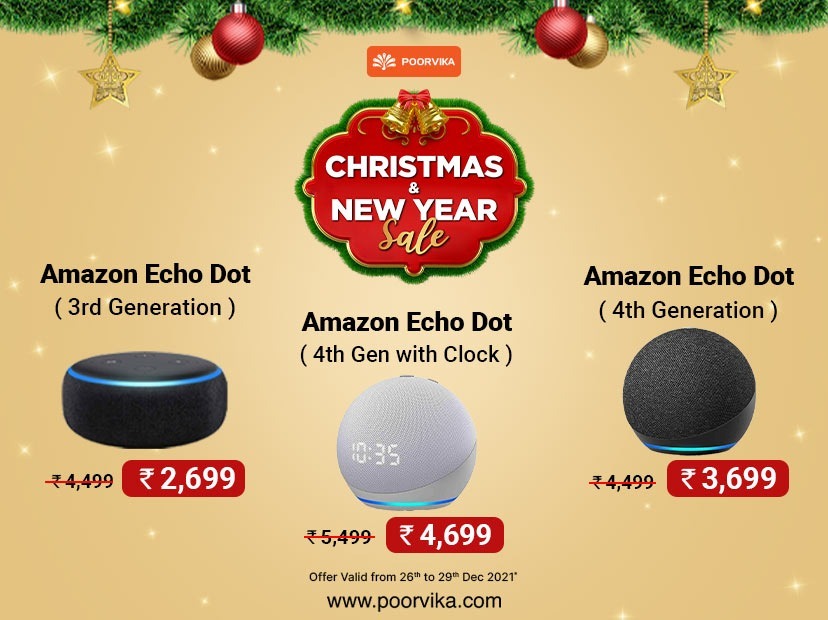 POORVIKA
CHRISTMAS
&
NEW YEAR
Sale
Amazon Echo Dot
( 3rd Generation )
₹ 4,499 ₹ 2,699
Amazon Echo Dot
( 4th Gen with Clock )
10:35
₹ 5,499 ₹ 4,699
Amazon Echo Dot
( 4th Generation )
₹ 4,499 ₹ 3,699
Offer Valid from 26th to 29th Dec 2021*
www.poorvika.com